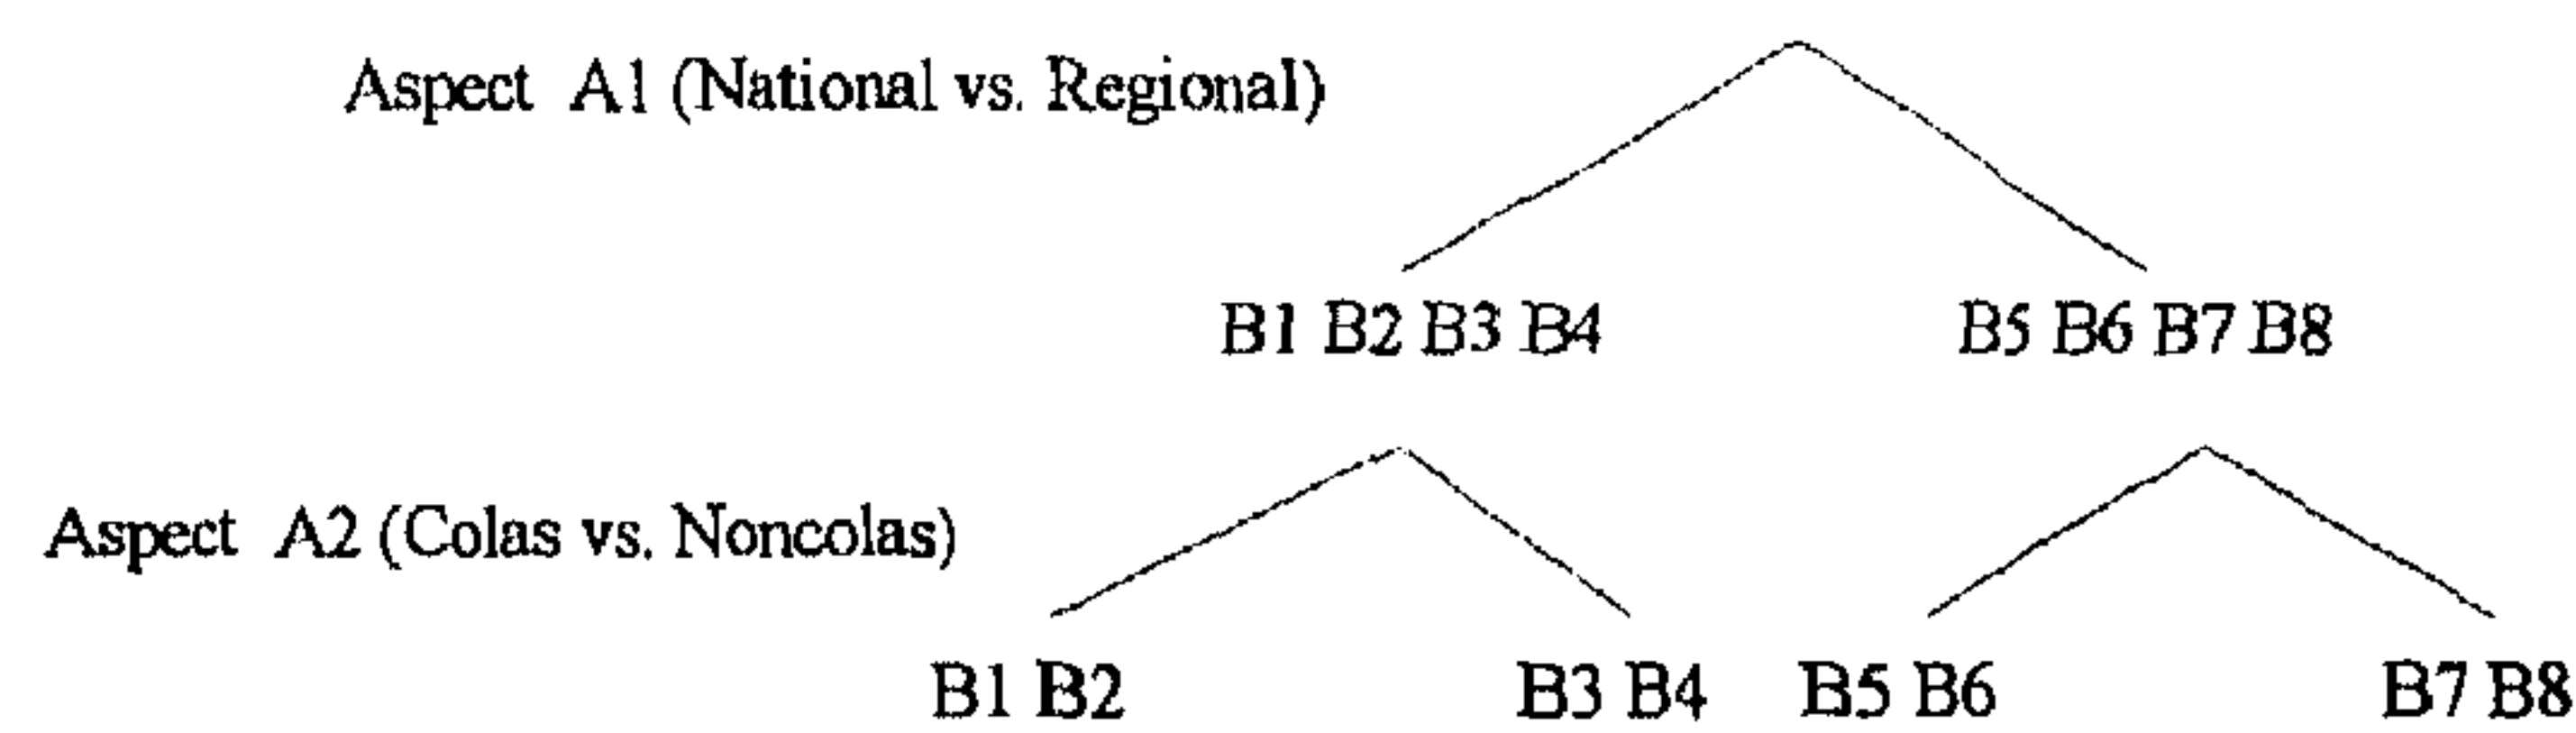 Aspect A1 (National vs. Regional)
B1 B2 B3 B4 B5 B6 B7 B8
Aspect A2 (Colas vs. Noncolas)
B1 B2 B3 B4 B5 B6 B7 B8